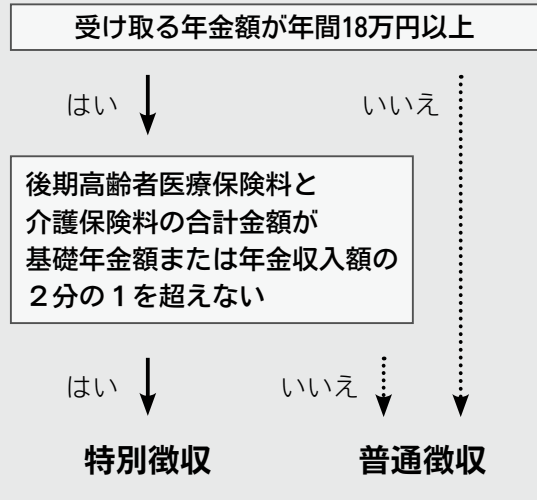 受け取る年金額が年間18万円以上
はい
いいえ
後期高齢者医療保険料と
介護保険料の合計金額が
基礎年金額または年金収入額の
２分の１を超えない
はい
いいえ
特別徴収
普通徴収